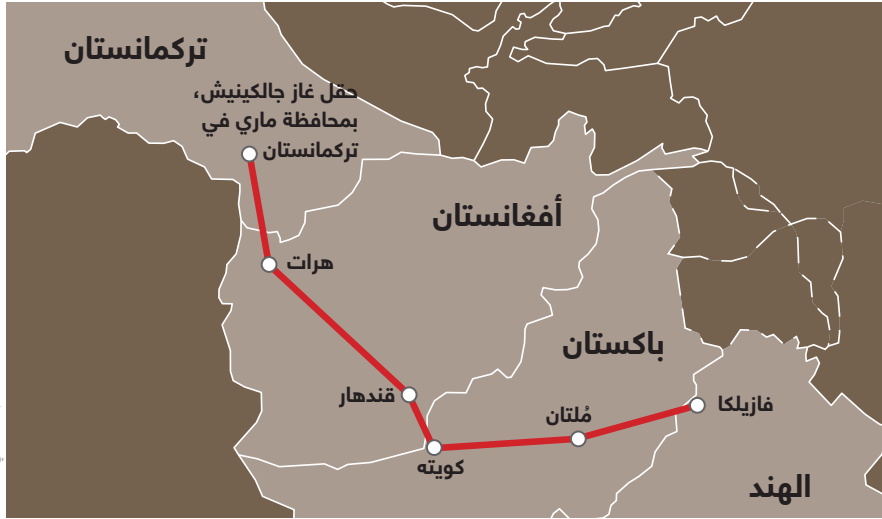 تركمانستان
حقل غاز جالكينيش،
بمحافظة ماري في
تركمانستان
أفغانستان
هرات
باكستان
قندهار
فازيلكا
مُلتان
كويته
الهند